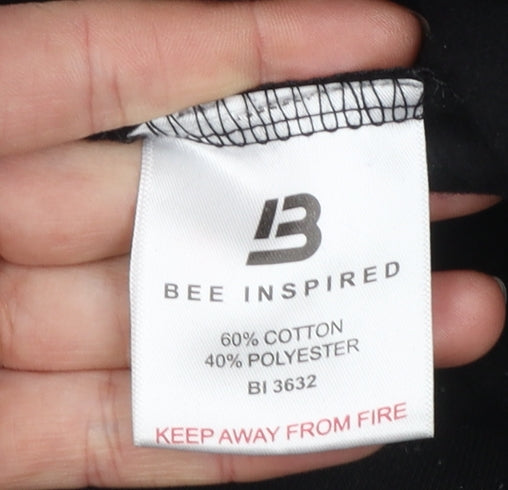 B
BEE INSPIRED
60% COTTON
40% POLYESTER
BI 3632
KEEP AWAY FROM FIRE